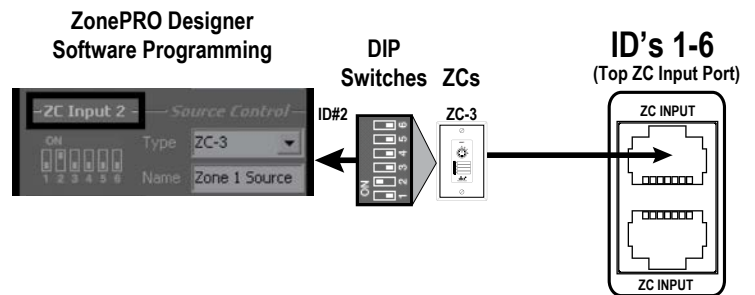 ZonePRO Designer
Software Programming
DIP
Switches
ZCs
ID's 1-6
(Top ZC Input Port)
ZC Input 2
Source Control
ON
1 2 3 4 5 6
Type
ZC-3
Name
Zone 1 Source
ID#2
ON
1 2 3 4 5 6
ZC-3
ZC INPUT
ZC INPUT